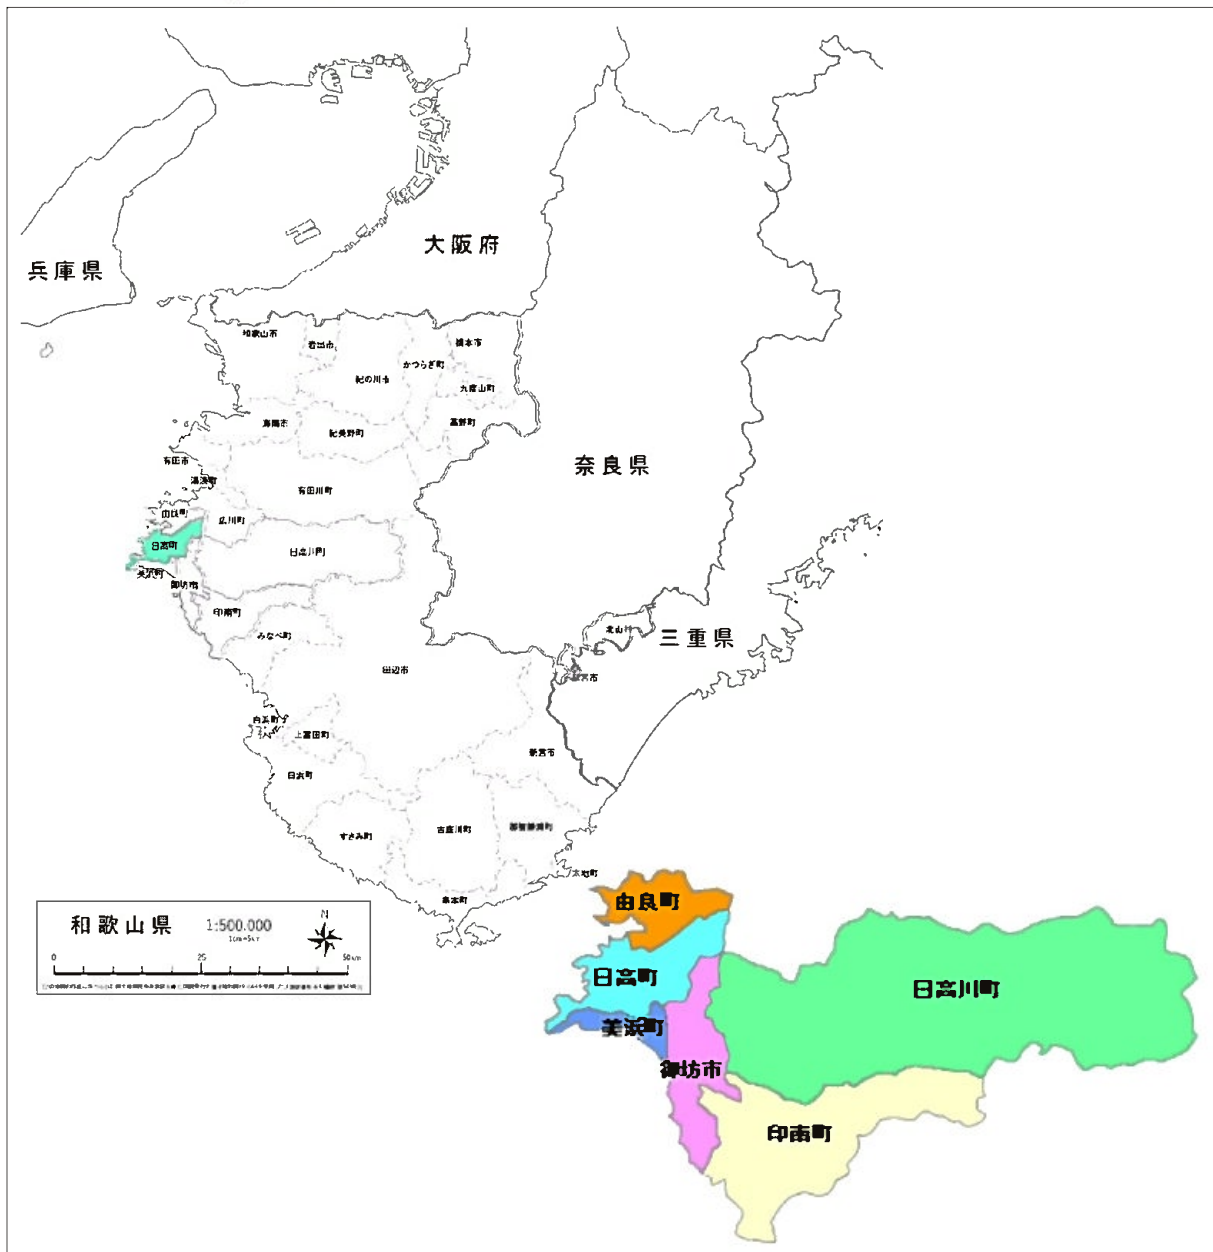 大阪府
兵庫県
和歌山市
岩出市
橋本市
かつらぎ町
紀の川市
九度山町
海南市
高野町
紀美野町
有田市
奈良県
湯浅町
有田川町
由良町
広川町
日高町
日高川町
美浜町
御坊市
印南町
北山村
みなべ町
三重県
田辺市
新宮市
白浜町
上富田町
新宮市
白浜町
すさみ町
古座川町
那智勝浦町
太地町
串本町
由良町
和歌山県
1:500.000
1cm=5km
N
0
25
50km
日高町
日高川町
美浜町
御坊市
印南町